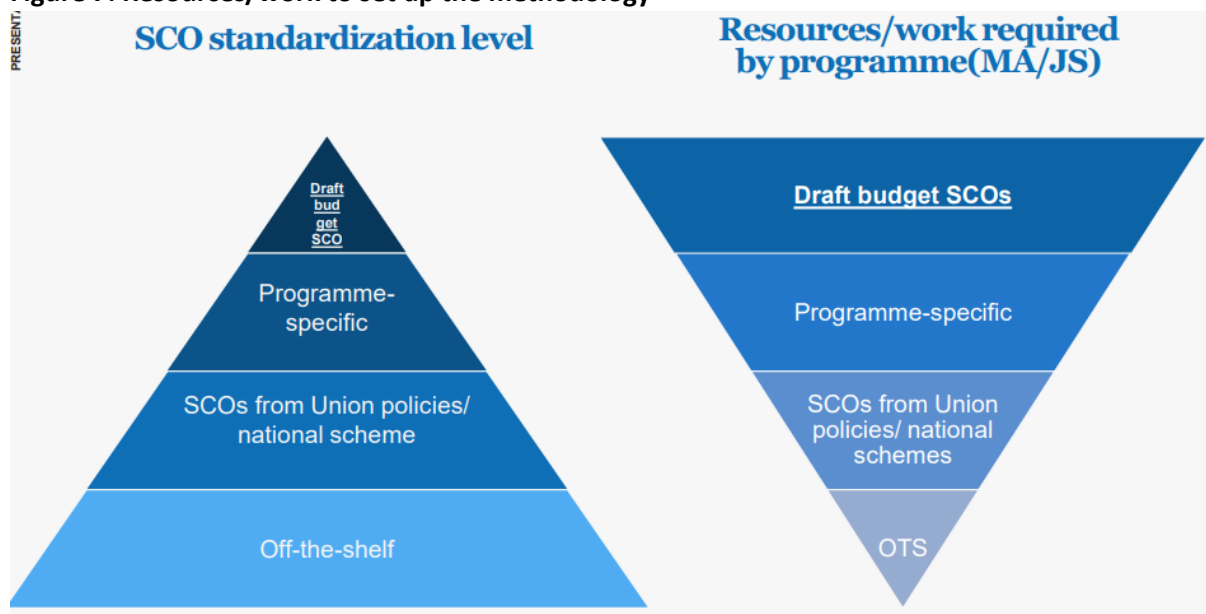 SCO standardization level
Resources/work required
by programme(MA/JS)
PRESENT
Draft
bud
get
SCO
Programme-
specific
SCOs from Union policies/
national scheme
Off-the-shelf
Draft budget SCOs
Programme-specific
SCOs from Union
policies/ national
schemes
OTS